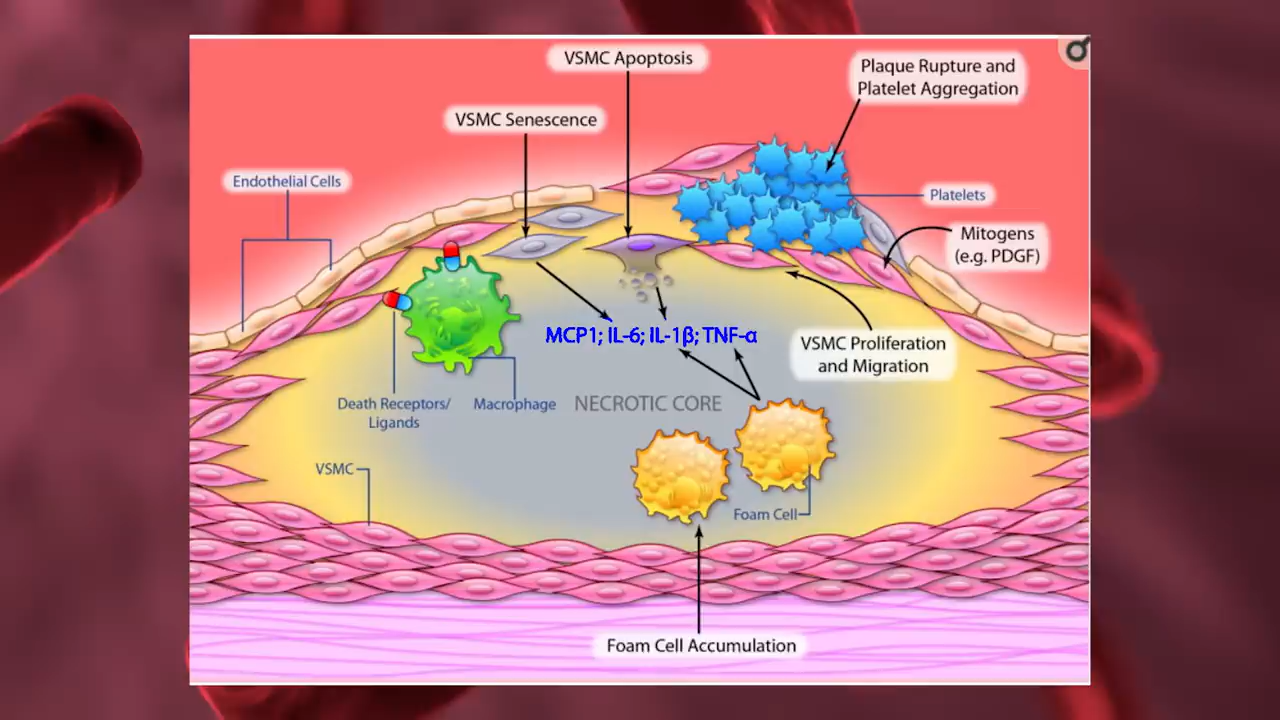 VSMC Apoptosis
Plaque Rupture and
Platelet Aggregation
VSMC Senescence
Endothelial Cells
Platelets
Mitogens
(e.g. PDGF)
MCP1; IL-6; IL-1β; TNF-α
VSMC Proliferation
and Migration
Death Receptors/
Ligands
Macrophage
NECROTIC CORE
VSMC
Foam Cell
Foam Cell Accumulation